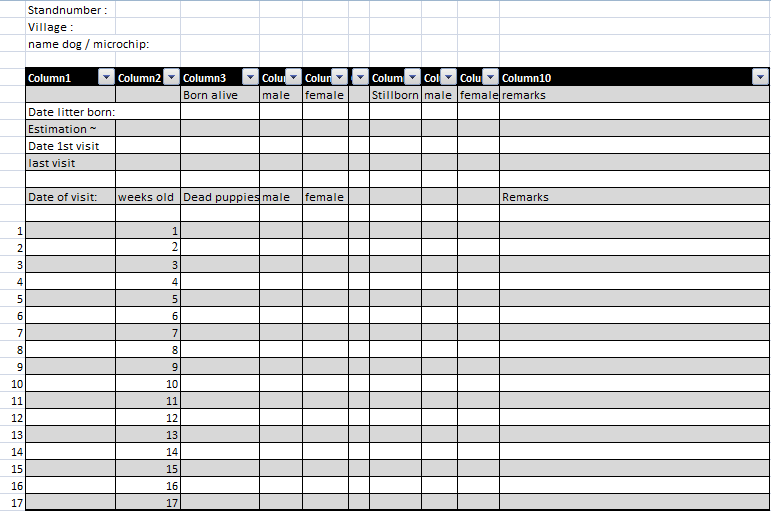 Standnumber :
Village :
name dog / microchip:
Column1 Column2 Column3 Colu Colun Colum Col Colu Column10
Born alive male female Stillborn male female remarks
Date litter born:
Estimation ~
Date 1st visit
last visit
Date of visit: weeks old Dead puppies male female Remarks
1 1
2 2
3 3
4 4
5 5
6 6
7 7
8 8
9 9
10 10
11 11
12 12
13 13
14 14
15 15
16 16
17 17